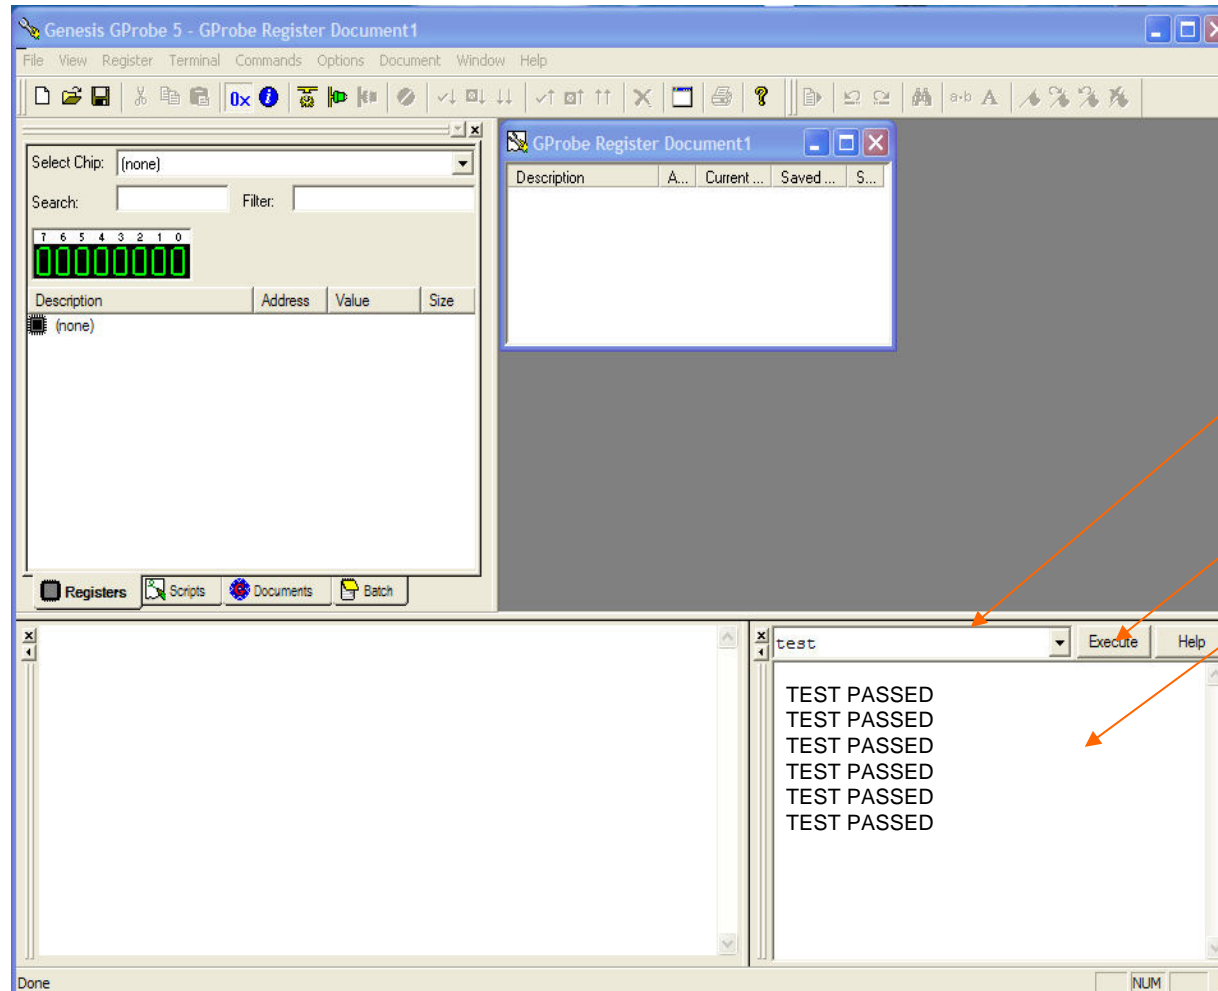 Genesis GProbe 5 - GProbe Register Document1
File View Register Terminal Commands Options Document Window Help
0x
a·b A
Select Chip: (none)
Search: Filter:
7 6 5 4 3 2 1 0
00000000
Description Address Value Size
(none)
Registers Scripts Documents Batch
GProbe Register Document1
Description A... Current ... Saved ... S...
test Execute Help
TEST PASSED
TEST PASSED
TEST PASSED
TEST PASSED
TEST PASSED
TEST PASSED
Done NUM